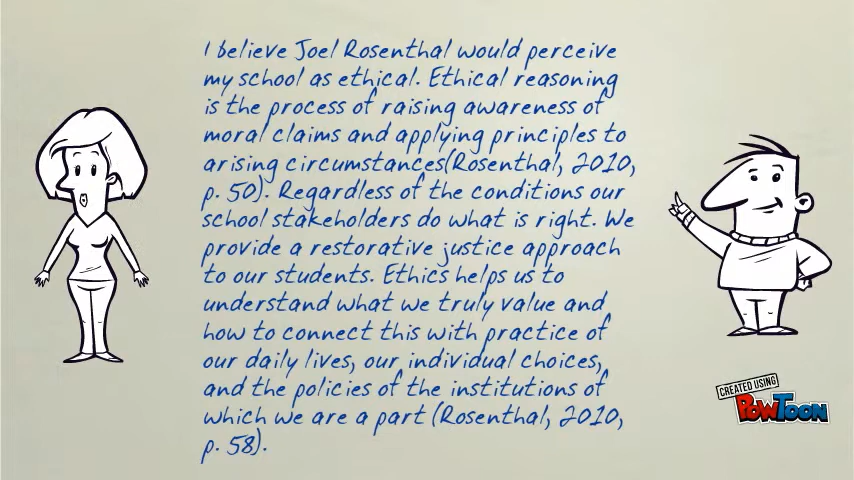 I believe Joel Rosenthal would perceive
my school as ethical. Ethical reasoning
is the process of raising awareness of
moral claims and applying principles to
arising circumstances(Rosenthal, 2010,
p. 50). Regardless of the conditions our
school stakeholders do what is right. We
provide a restorative justice approach
to our students. Ethics helps us to
understand what we truly value and
how to connect this with practice of
our daily lives, our individual choices,
and the policies of the institutions of
which we are a part (Rosenthal, 2010,
p. 58).
CREATED USING
POWTOON